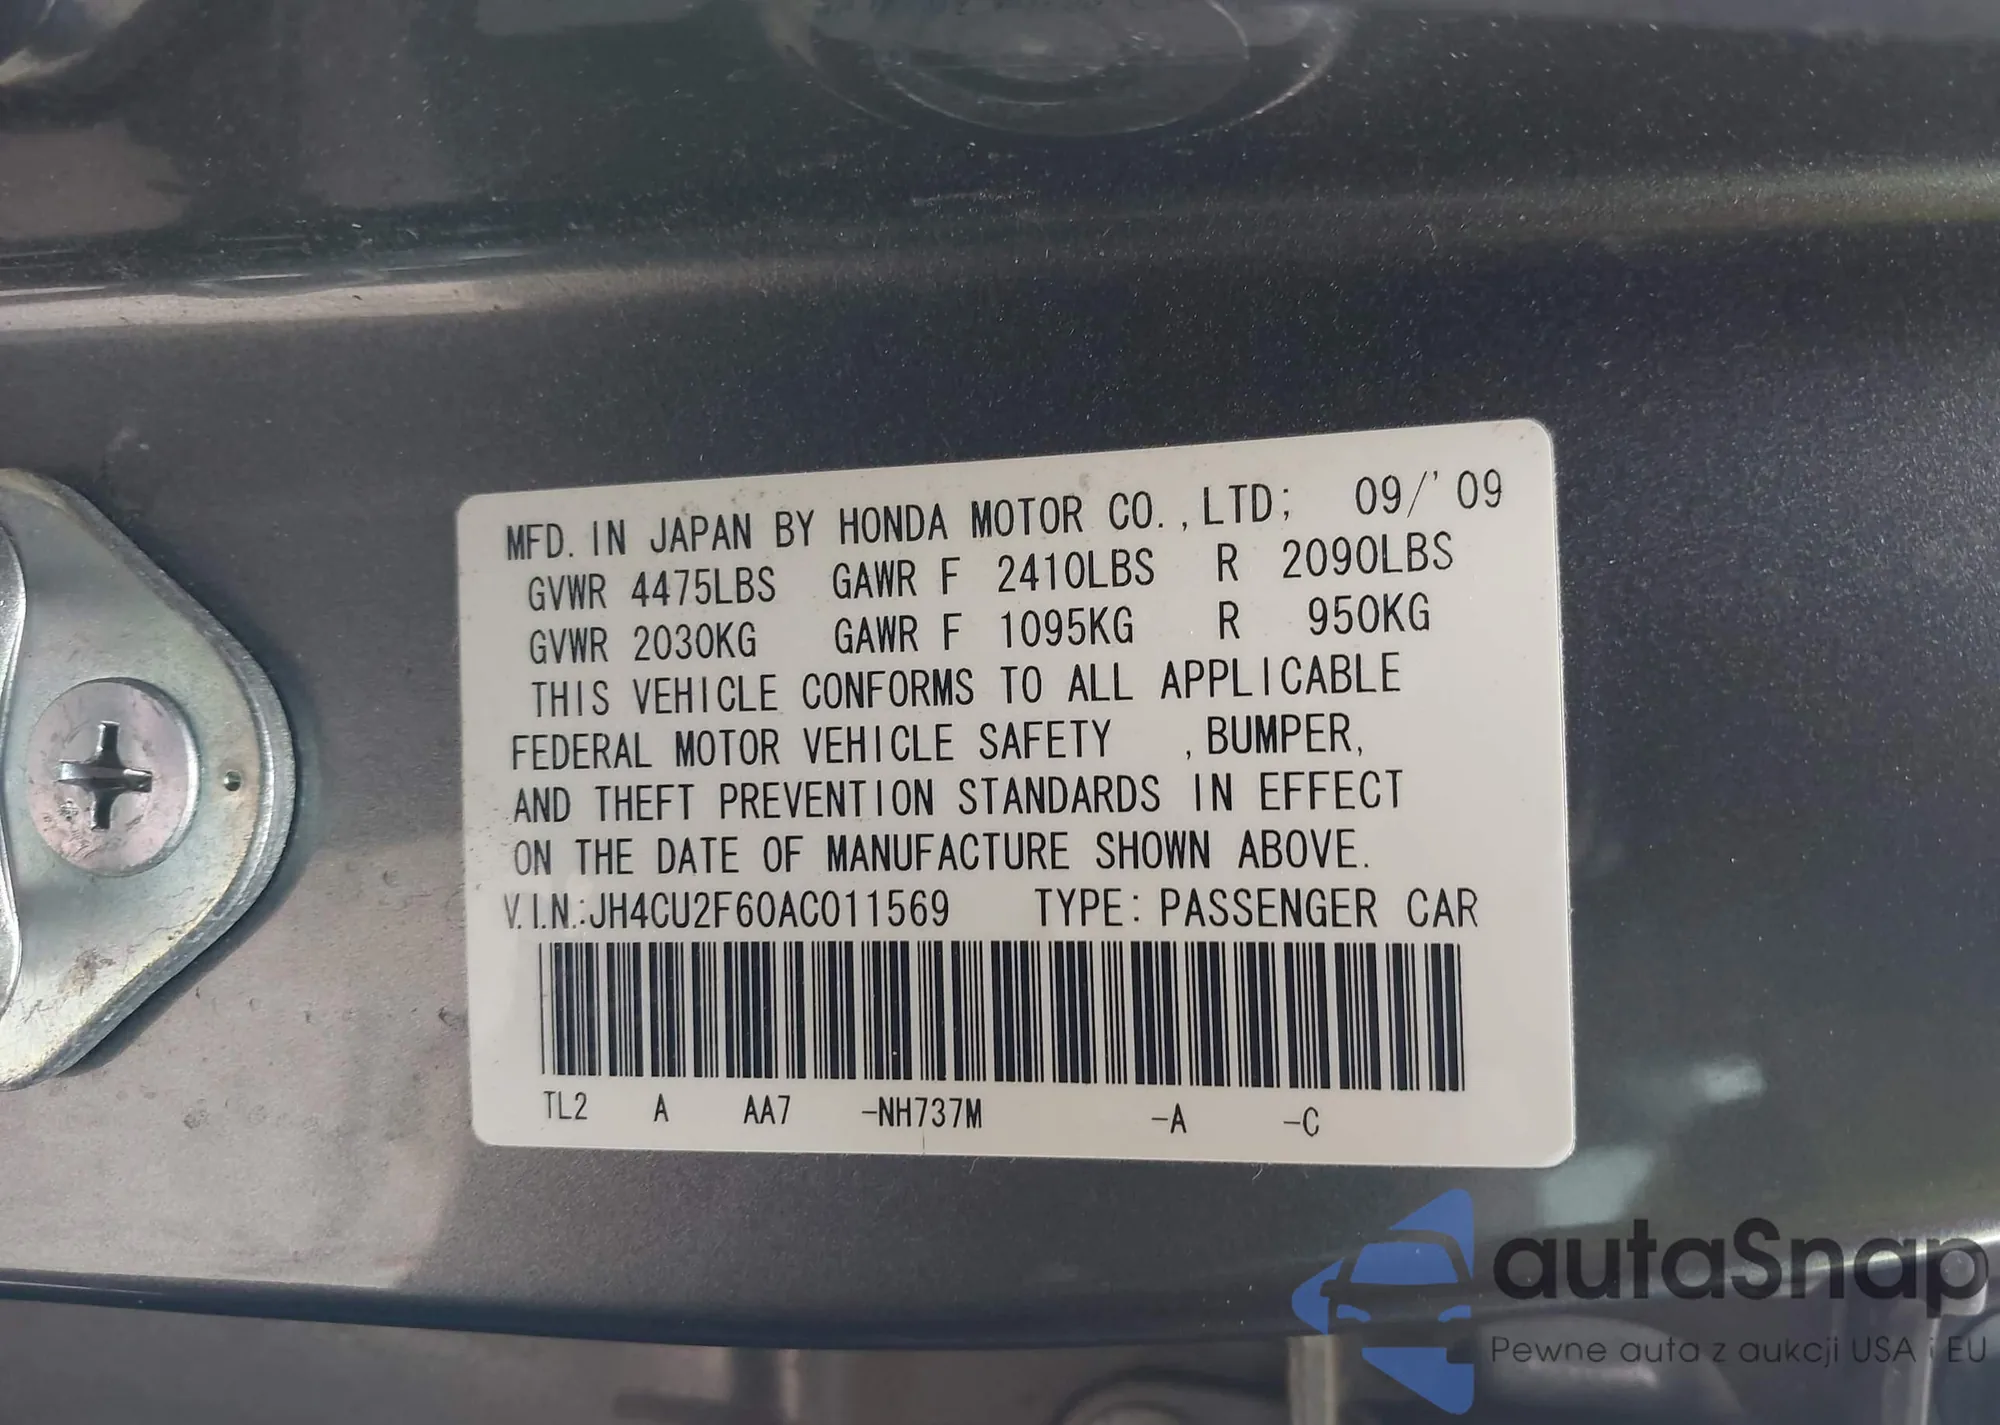 MFD. IN JAPAN BY HONDA MOTOR CO.,LTD; 09/'09
GVWR 4475LBS GAWR F 2410LBS R 2090LBS
GVWR 2030KG GAWR F 1095KG R 950KG
THIS VEHICLE CONFORMS TO ALL APPLICABLE
FEDERAL MOTOR VEHICLE SAFETY ,BUMPER,
AND THEFT PREVENTION STANDARDS IN EFFECT
ON THE DATE OF MANUFACTURE SHOWN ABOVE.
V.I.N.:JH4CU2F60AC011569 TYPE: PASSENGER CAR
TL2 A AA7 -NH737M -A -C
autaSnap
Pewne auta z aukcji USA i EU